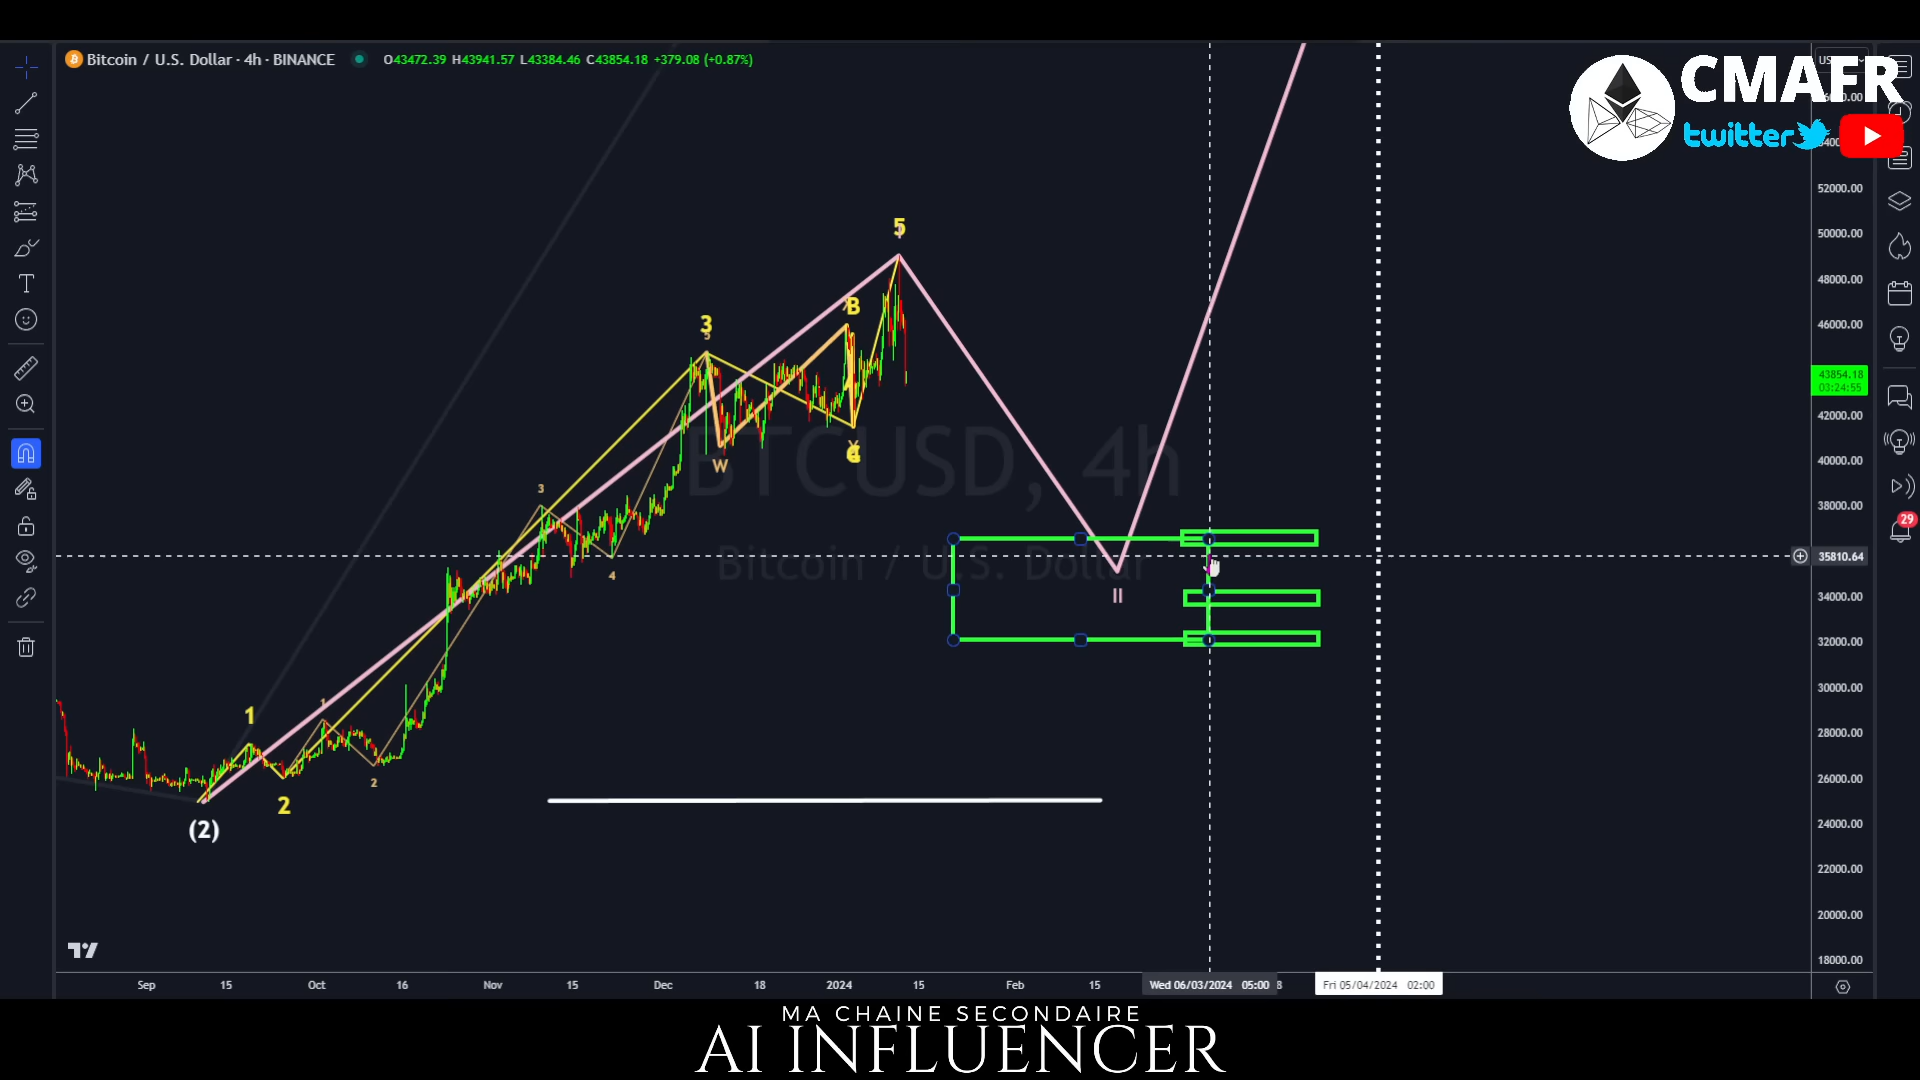 Bitcoin / U.S. Dollar · 4h · BINANCE
O43472.39 H43941.57 L43384.46 C43854.18 +379.08 (+0.87%)
CMAFR
twitter
52000.00
50000.00
48000.00
46000.00
43854.18
03:24:55
42000.00
40000.00
38000.00
35810.64
34000.00
32000.00
30000.00
28000.00
26000.00
24000.00
22000.00
20000.00
18000.00
29
5
B
3
W
3
4
BTCUSD, 4h
Bitcoin / U.S. Dollar
II
1
1
2
2
(2)
Sep 15 Oct 16 Nov 15 Dec 18 2024 15 Feb 15 Wed 06/03/2024 05:00 Fri 05/04/2024 02:00
MA CHAINE SECONDAIRE
AI INFLUENCER